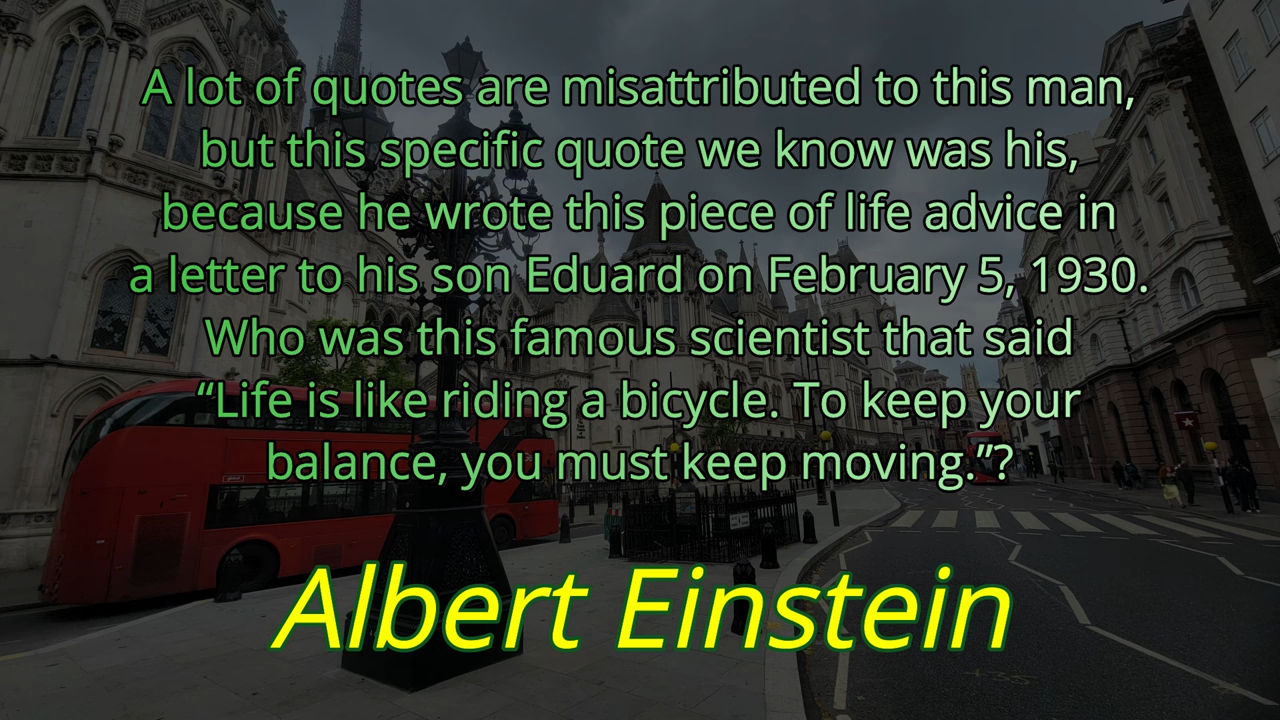 A lot of quotes are misattributed to this man,
but this specific quote we know was his,
because he wrote this piece of life advice in
a letter to his son Eduard on February 5, 1930.
Who was this famous scientist that said
“Life is like riding a bicycle. To keep your
balance, you must keep moving.”?
Albert Einstein